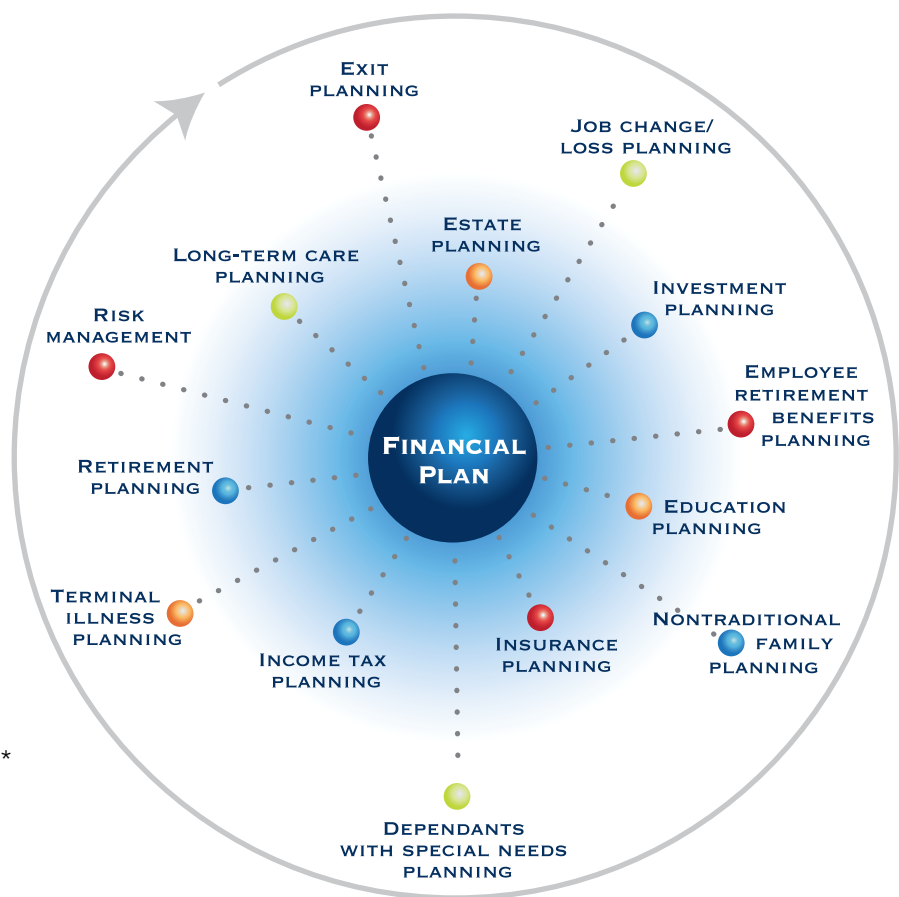 EXIT
PLANNING
JOB CHANGE/
LOSS PLANNING
ESTATE
PLANNING
LONG-TERM CARE
PLANNING
INVESTMENT
PLANNING
RISK
MANAGEMENT
EMPLOYEE
RETIREMENT
BENEFITS
PLANNING
FINANCIAL
PLAN
RETIREMENT
PLANNING
EDUCATION
PLANNING
TERMINAL
ILLNESS
PLANNING
NONTRADITIONAL
FAMILY
PLANNING
INCOME TAX
PLANNING
INSURANCE
PLANNING
*
DEPENDANTS
WITH SPECIAL NEEDS
PLANNING